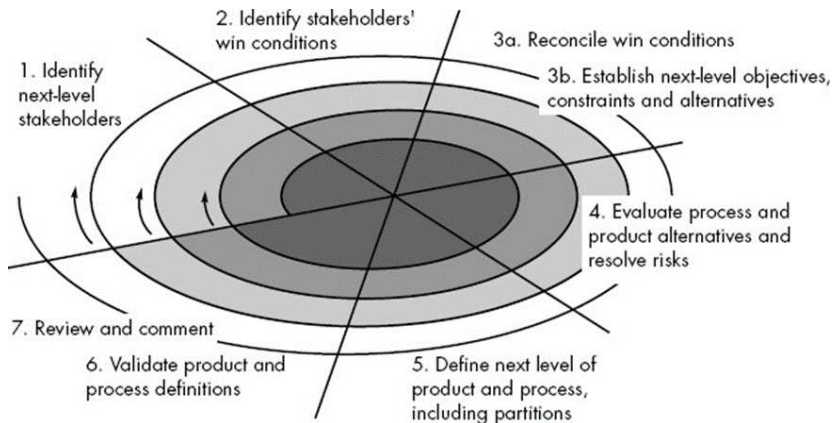 1. Identify
next-level
stakeholders
2. Identify stakeholders'
win conditions
3a. Reconcile win conditions
3b. Establish next-level objectives,
constraints and alternatives
4. Evaluate process and
product alternatives and
resolve risks
5. Define next level of
product and process,
including partitions
6. Validate product and
process definitions
7. Review and comment